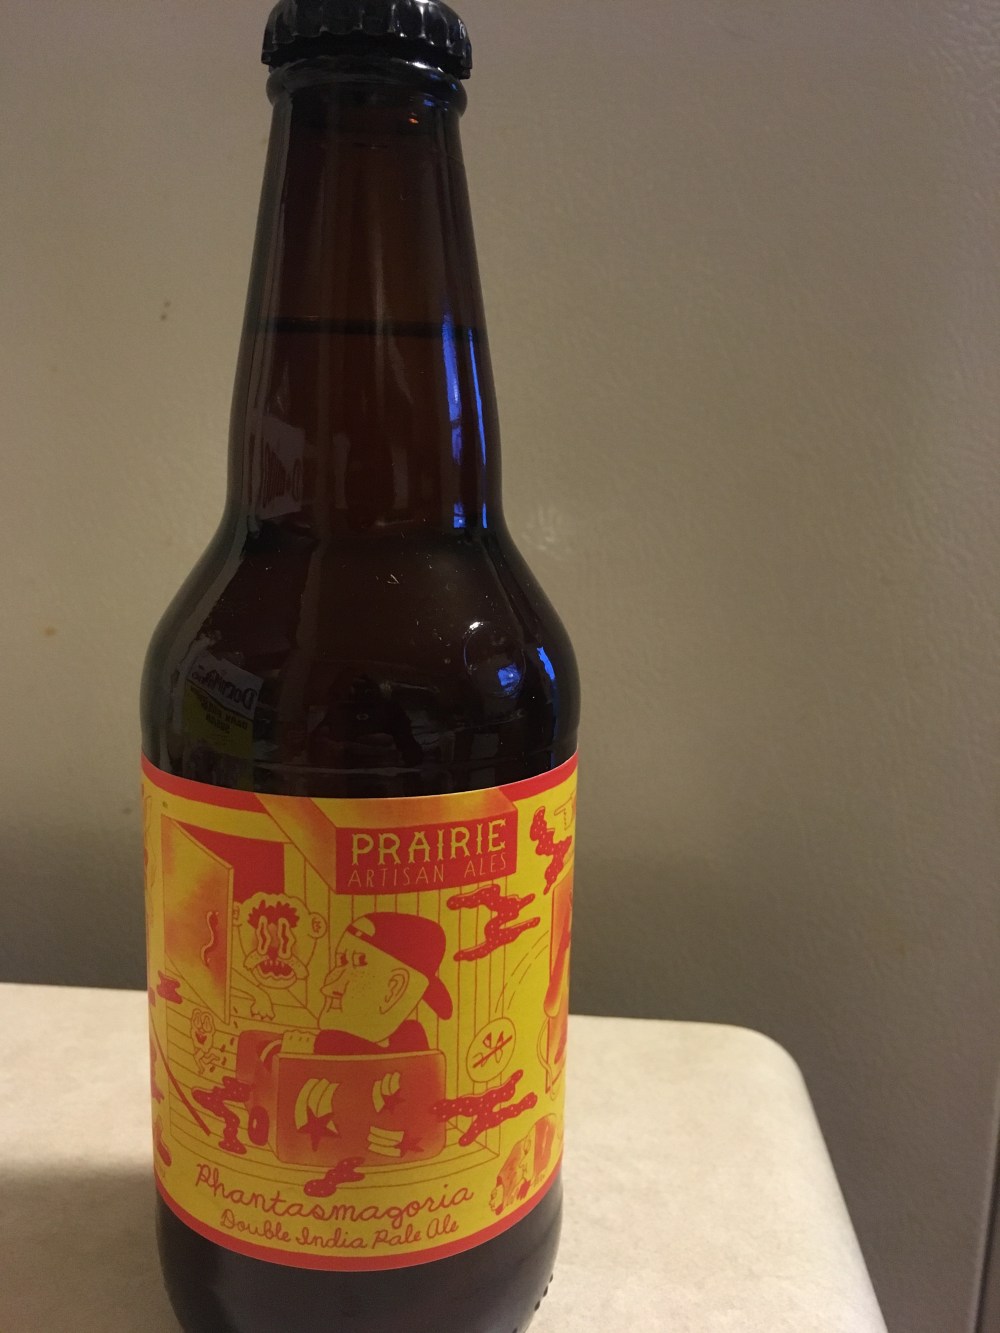 PRAIRIE
ARTISAN ALES
Phantasmagoria
Double India Pale Ale